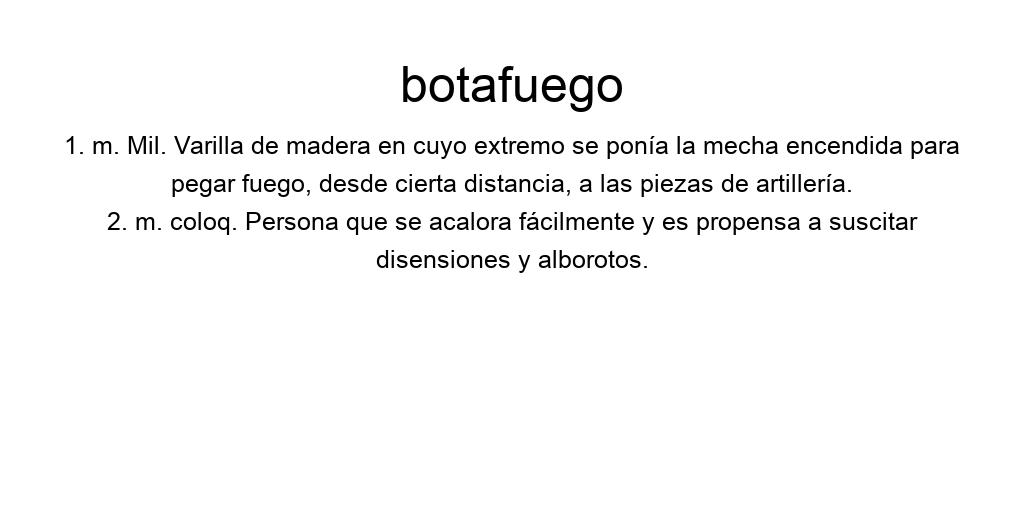 botafuego
1. m. Mil. Varilla de madera en cuyo extremo se ponía la mecha encendida para
pegar fuego, desde cierta distancia, a las piezas de artillería.
2. m. coloq. Persona que se acalora fácilmente y es propensa a suscitar
disensiones y alborotos.